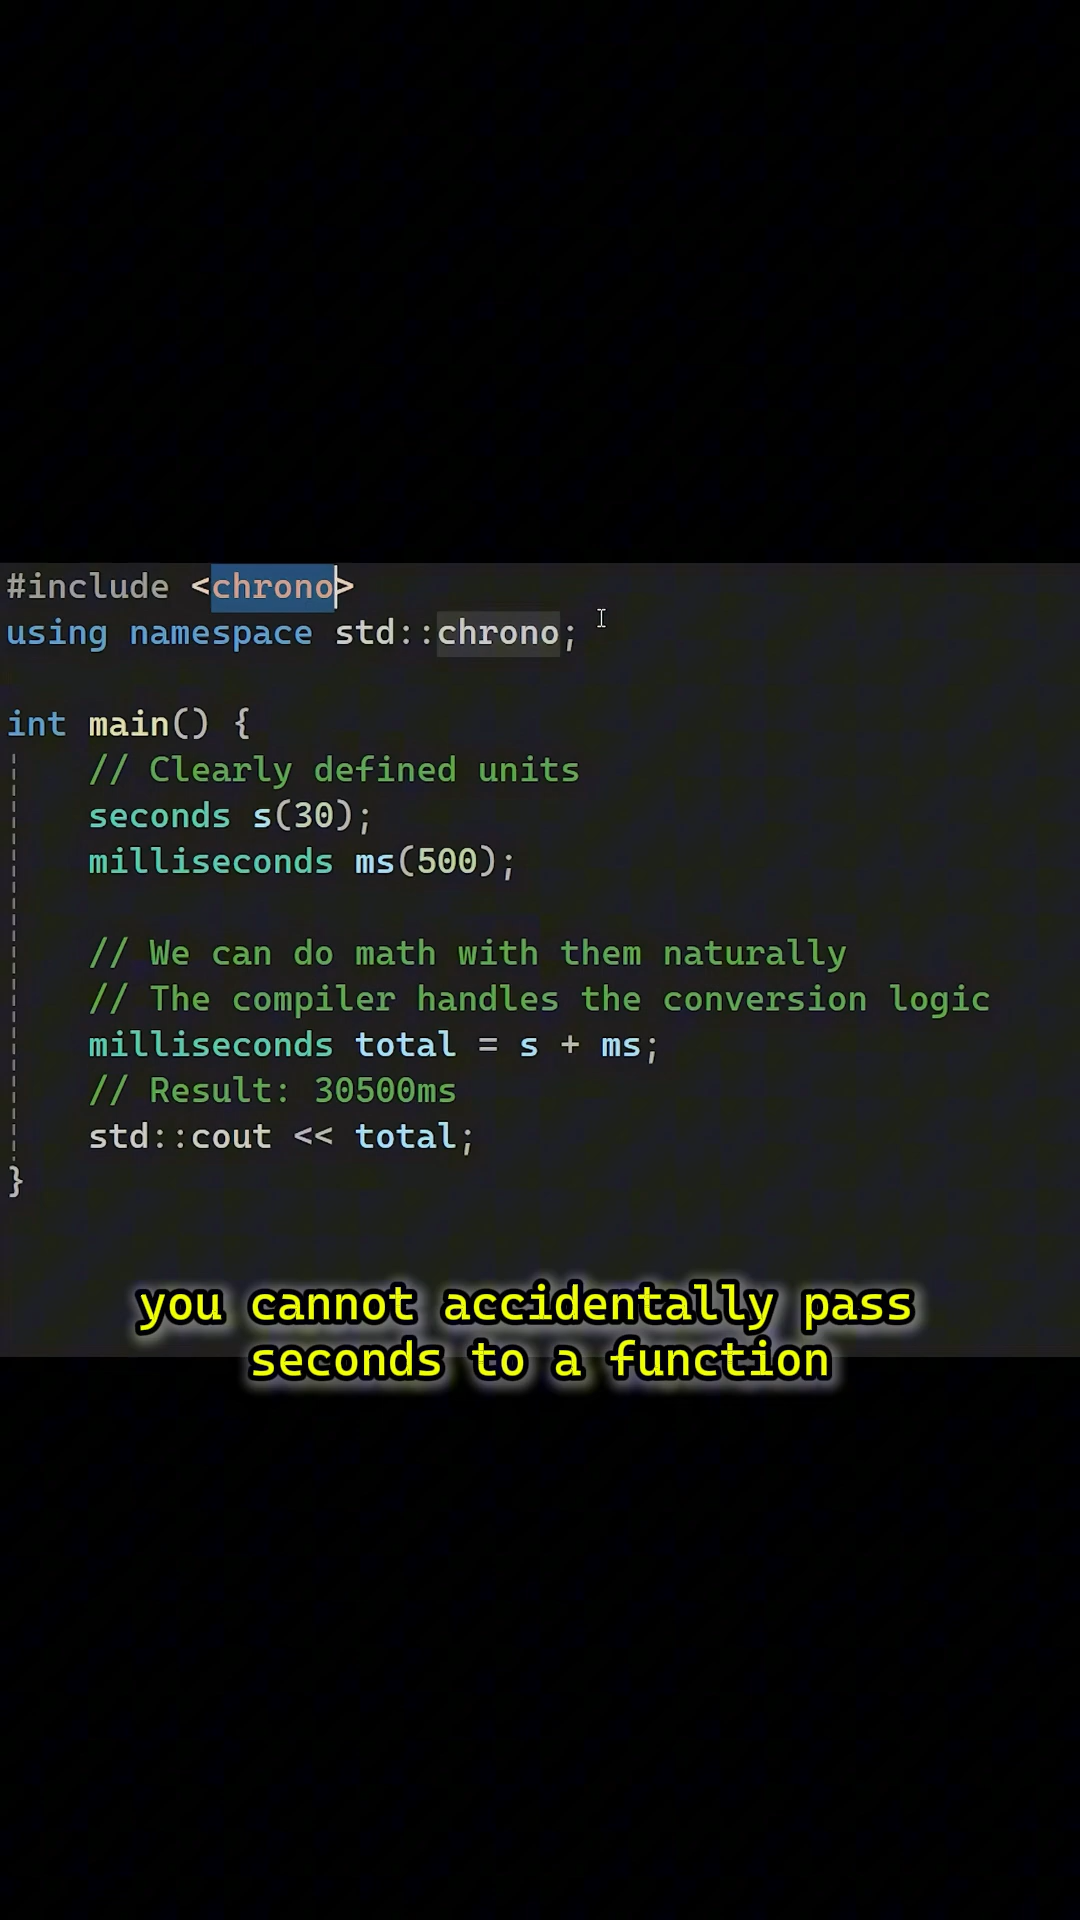 #include <chrono>
using namespace std::chrono;
int main() {
// Clearly defined units
seconds s(30);
milliseconds ms(500);
// We can do math with them naturally
// The compiler handles the conversion logic
milliseconds total = s + ms;
// Result: 30500ms
std::cout << total;
}
you cannot accidentally pass
seconds to a function